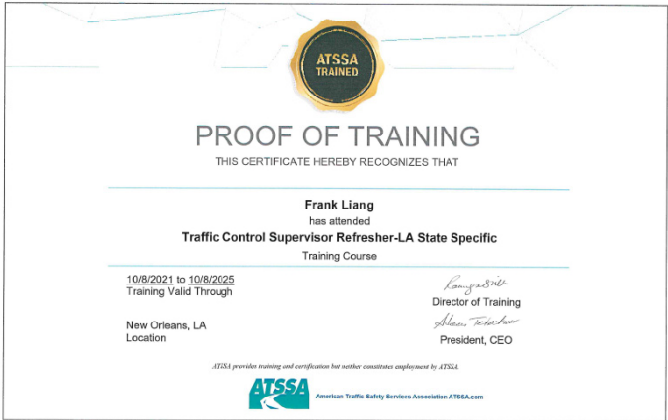 ATSSA
TRAINED
PROOF OF TRAINING
THIS CERTIFICATE HEREBY RECOGNIZES THAT
Frank Liang
has attended
Traffic Control Supervisor Refresher-LA State Specific
Training Course
10/8/2021 to 10/8/2025
Training Valid Through
Director of Training
New Orleans, LA
Location
President, CEO
ATSSA provides training and certification but neither constitutes employment by ATSSA.
ATSSA
American Traffic Safety Services Association ATSSA.com